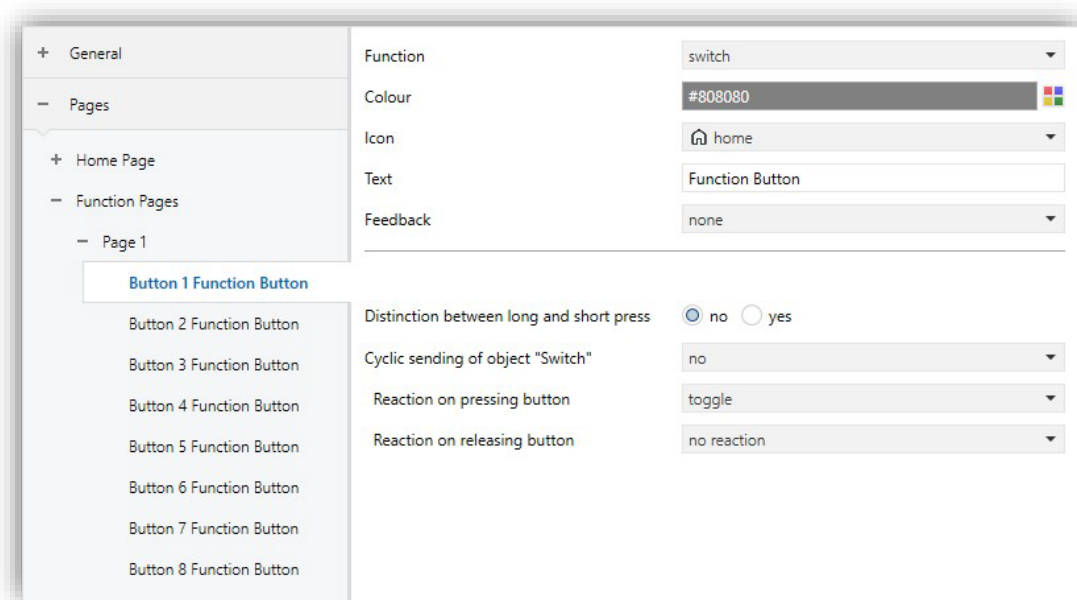 + General
− Pages
+ Home Page
− Function Pages
− Page 1
Button 1 Function Button
Button 2 Function Button
Button 3 Function Button
Button 4 Function Button
Button 5 Function Button
Button 6 Function Button
Button 7 Function Button
Button 8 Function Button
Function switch
Colour #808080
Icon home
Text Function Button
Feedback none
Distinction between long and short press no yes
Cyclic sending of object "Switch" no
Reaction on pressing button toggle
Reaction on releasing button no reaction